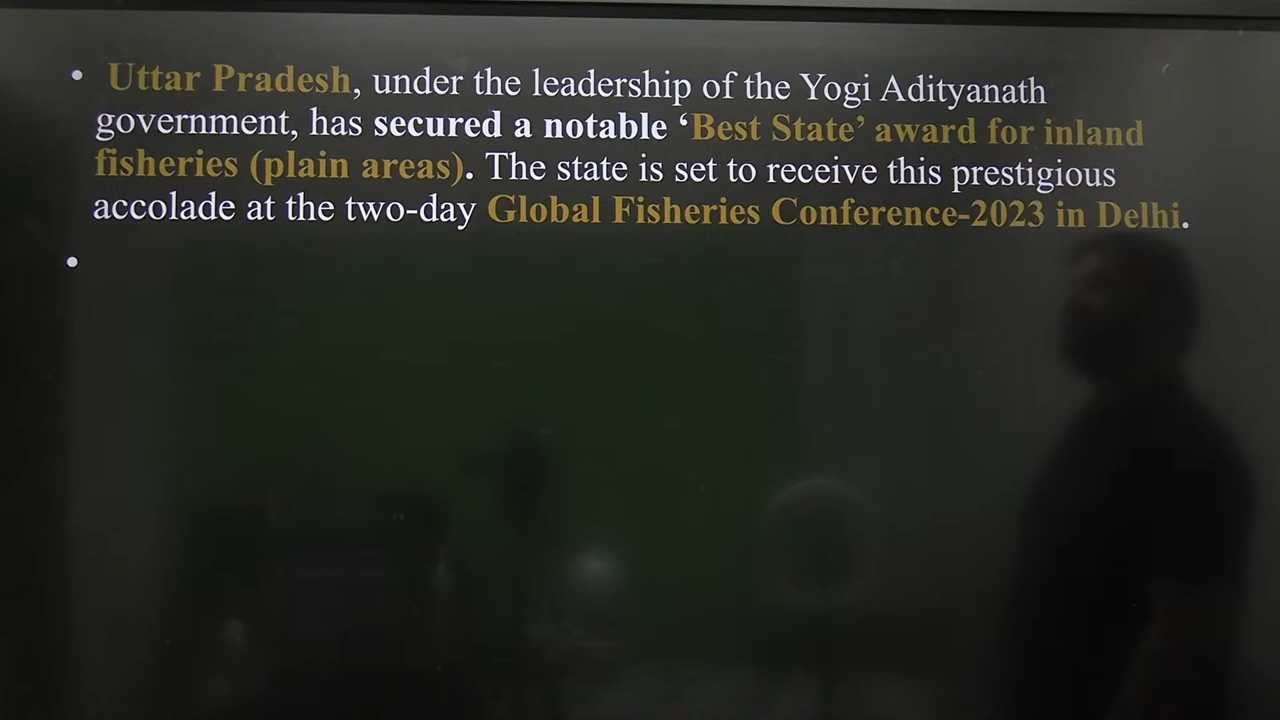 • Uttar Pradesh, under the leadership of the Yogi Adityanath
government, has secured a notable ‘Best State’ award for inland
fisheries (plain areas). The state is set to receive this prestigious
accolade at the two-day Global Fisheries Conference-2023 in Delhi.
•